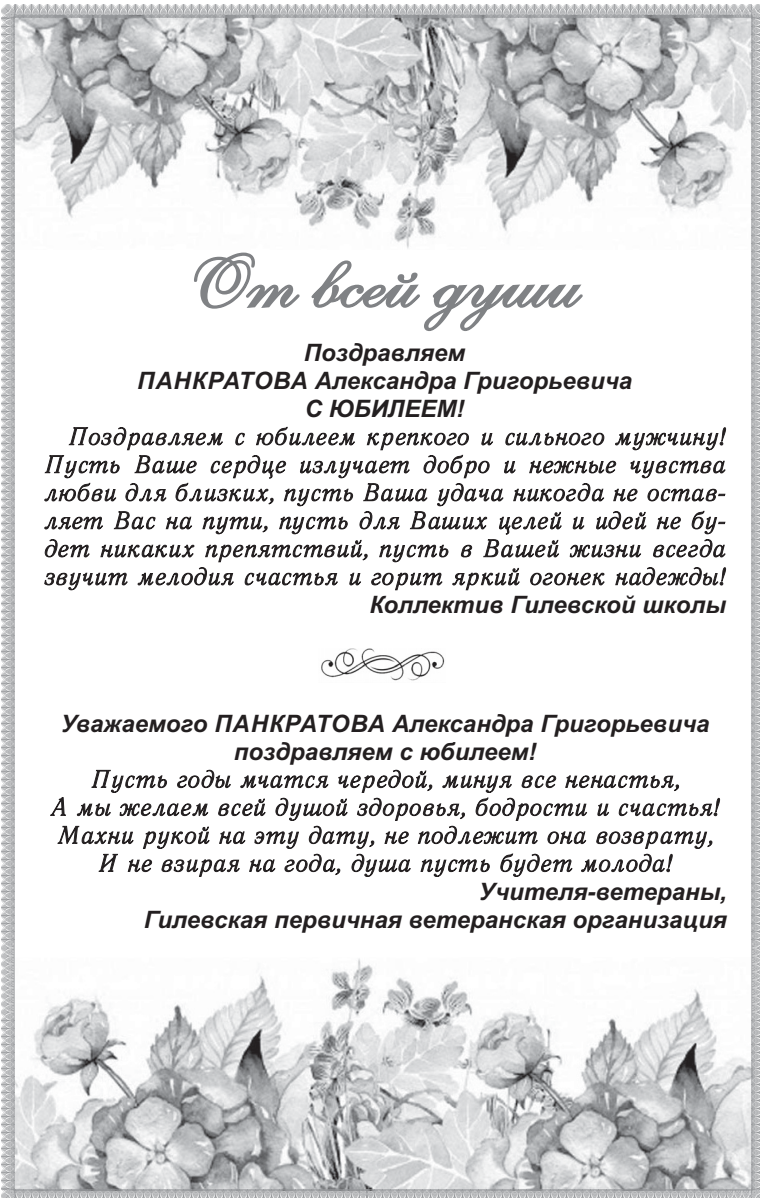 От всей души
Поздравляем
ПАНКРАТОВА Александра Григорьевича
С ЮБИЛЕЕМ!
Поздравляем с юбилеем крепкого и сильного мужчину!
Пусть Ваше сердце излучает добро и нежные чувства
любви для близких, пусть Ваша удача никогда не остав-
ляет Вас на пути, пусть для Ваших целей и идей не бу-
дет никаких препятствий, пусть в Вашей жизни всегда
звучит мелодия счастья и горит яркий огонек надежды!
Коллектив Гилевской школы
Уважаемого ПАНКРАТОВА Александра Григорьевича
поздравляем с юбилеем!
Пусть годы мчатся чередой, минуя все ненастья,
А мы желаем всей душой здоровья, бодрости и счастья!
Махни рукой на эту дату, не подлежит она возврату,
И не взирая на года, душа пусть будет молода!
Учителя-ветераны,
Гилевская первичная ветеранская организация